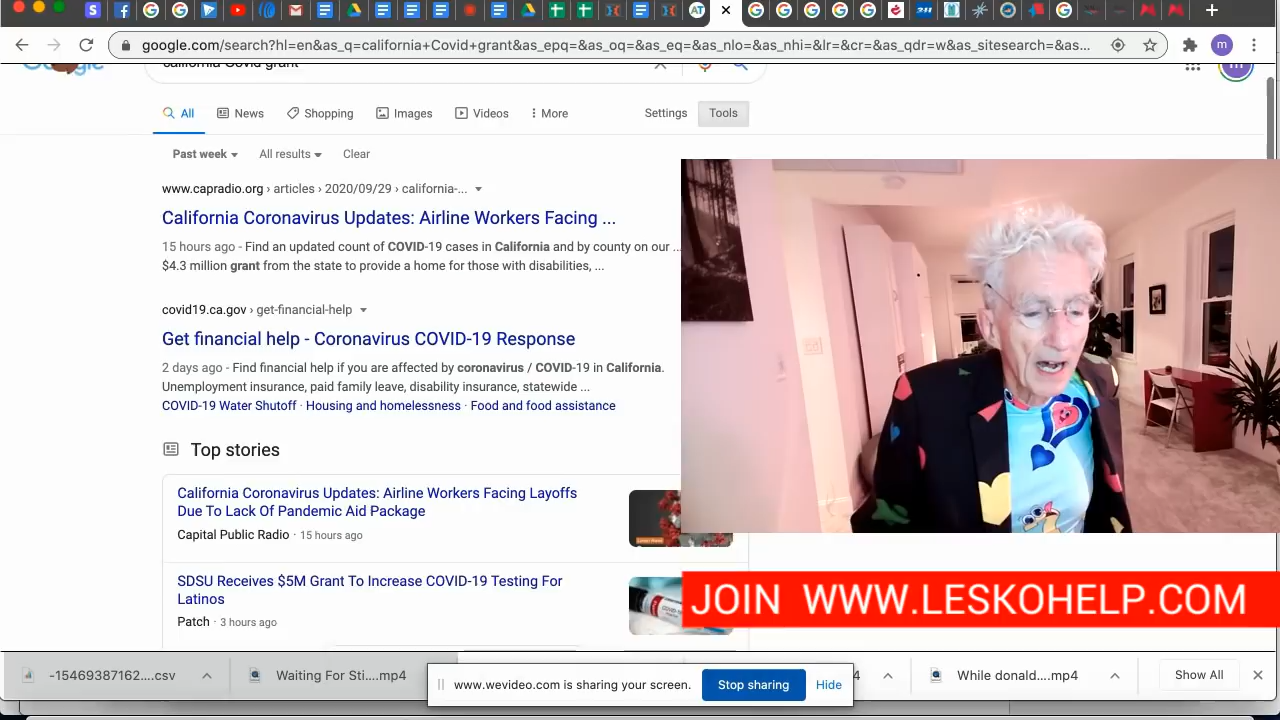 google.com/search?hl=en&as_q=california+Covid+grant&as_epq=&as_oq=&as_eq=&as_nlo=&as_nhi=&lr=&cr=&as_qdr=w&as_sitesearch=&as...
m
california Covid grant
All
News
Shopping
Images
Videos
More
Settings
Tools
Past week
All results
Clear
www.capradio.org › articles › 2020/09/29 › california-...
California Coronavirus Updates: Airline Workers Facing ...
15 hours ago - Find an updated count of COVID-19 cases in California and by county on our ...
$4.3 million grant from the state to provide a home for those with disabilities, ...
covid19.ca.gov › get-financial-help
Get financial help - Coronavirus COVID-19 Response
2 days ago - Find financial help if you are affected by coronavirus / COVID-19 in California.
Unemployment insurance, paid family leave, disability insurance, statewide ...
COVID-19 Water Shutoff · Housing and homelessness · Food and food assistance
Top stories
California Coronavirus Updates: Airline Workers Facing Layoffs
Due To Lack Of Pandemic Aid Package
Capital Public Radio · 15 hours ago
SDSU Receives $5M Grant To Increase COVID-19 Testing For
Latinos
Patch · 3 hours ago
JOIN WWW.LESKOHELP.COM
-15469387162....csv
Waiting For Sti....mp4
www.wevideo.com is sharing your screen.
Stop sharing
Hide
While donald....mp4
Show All